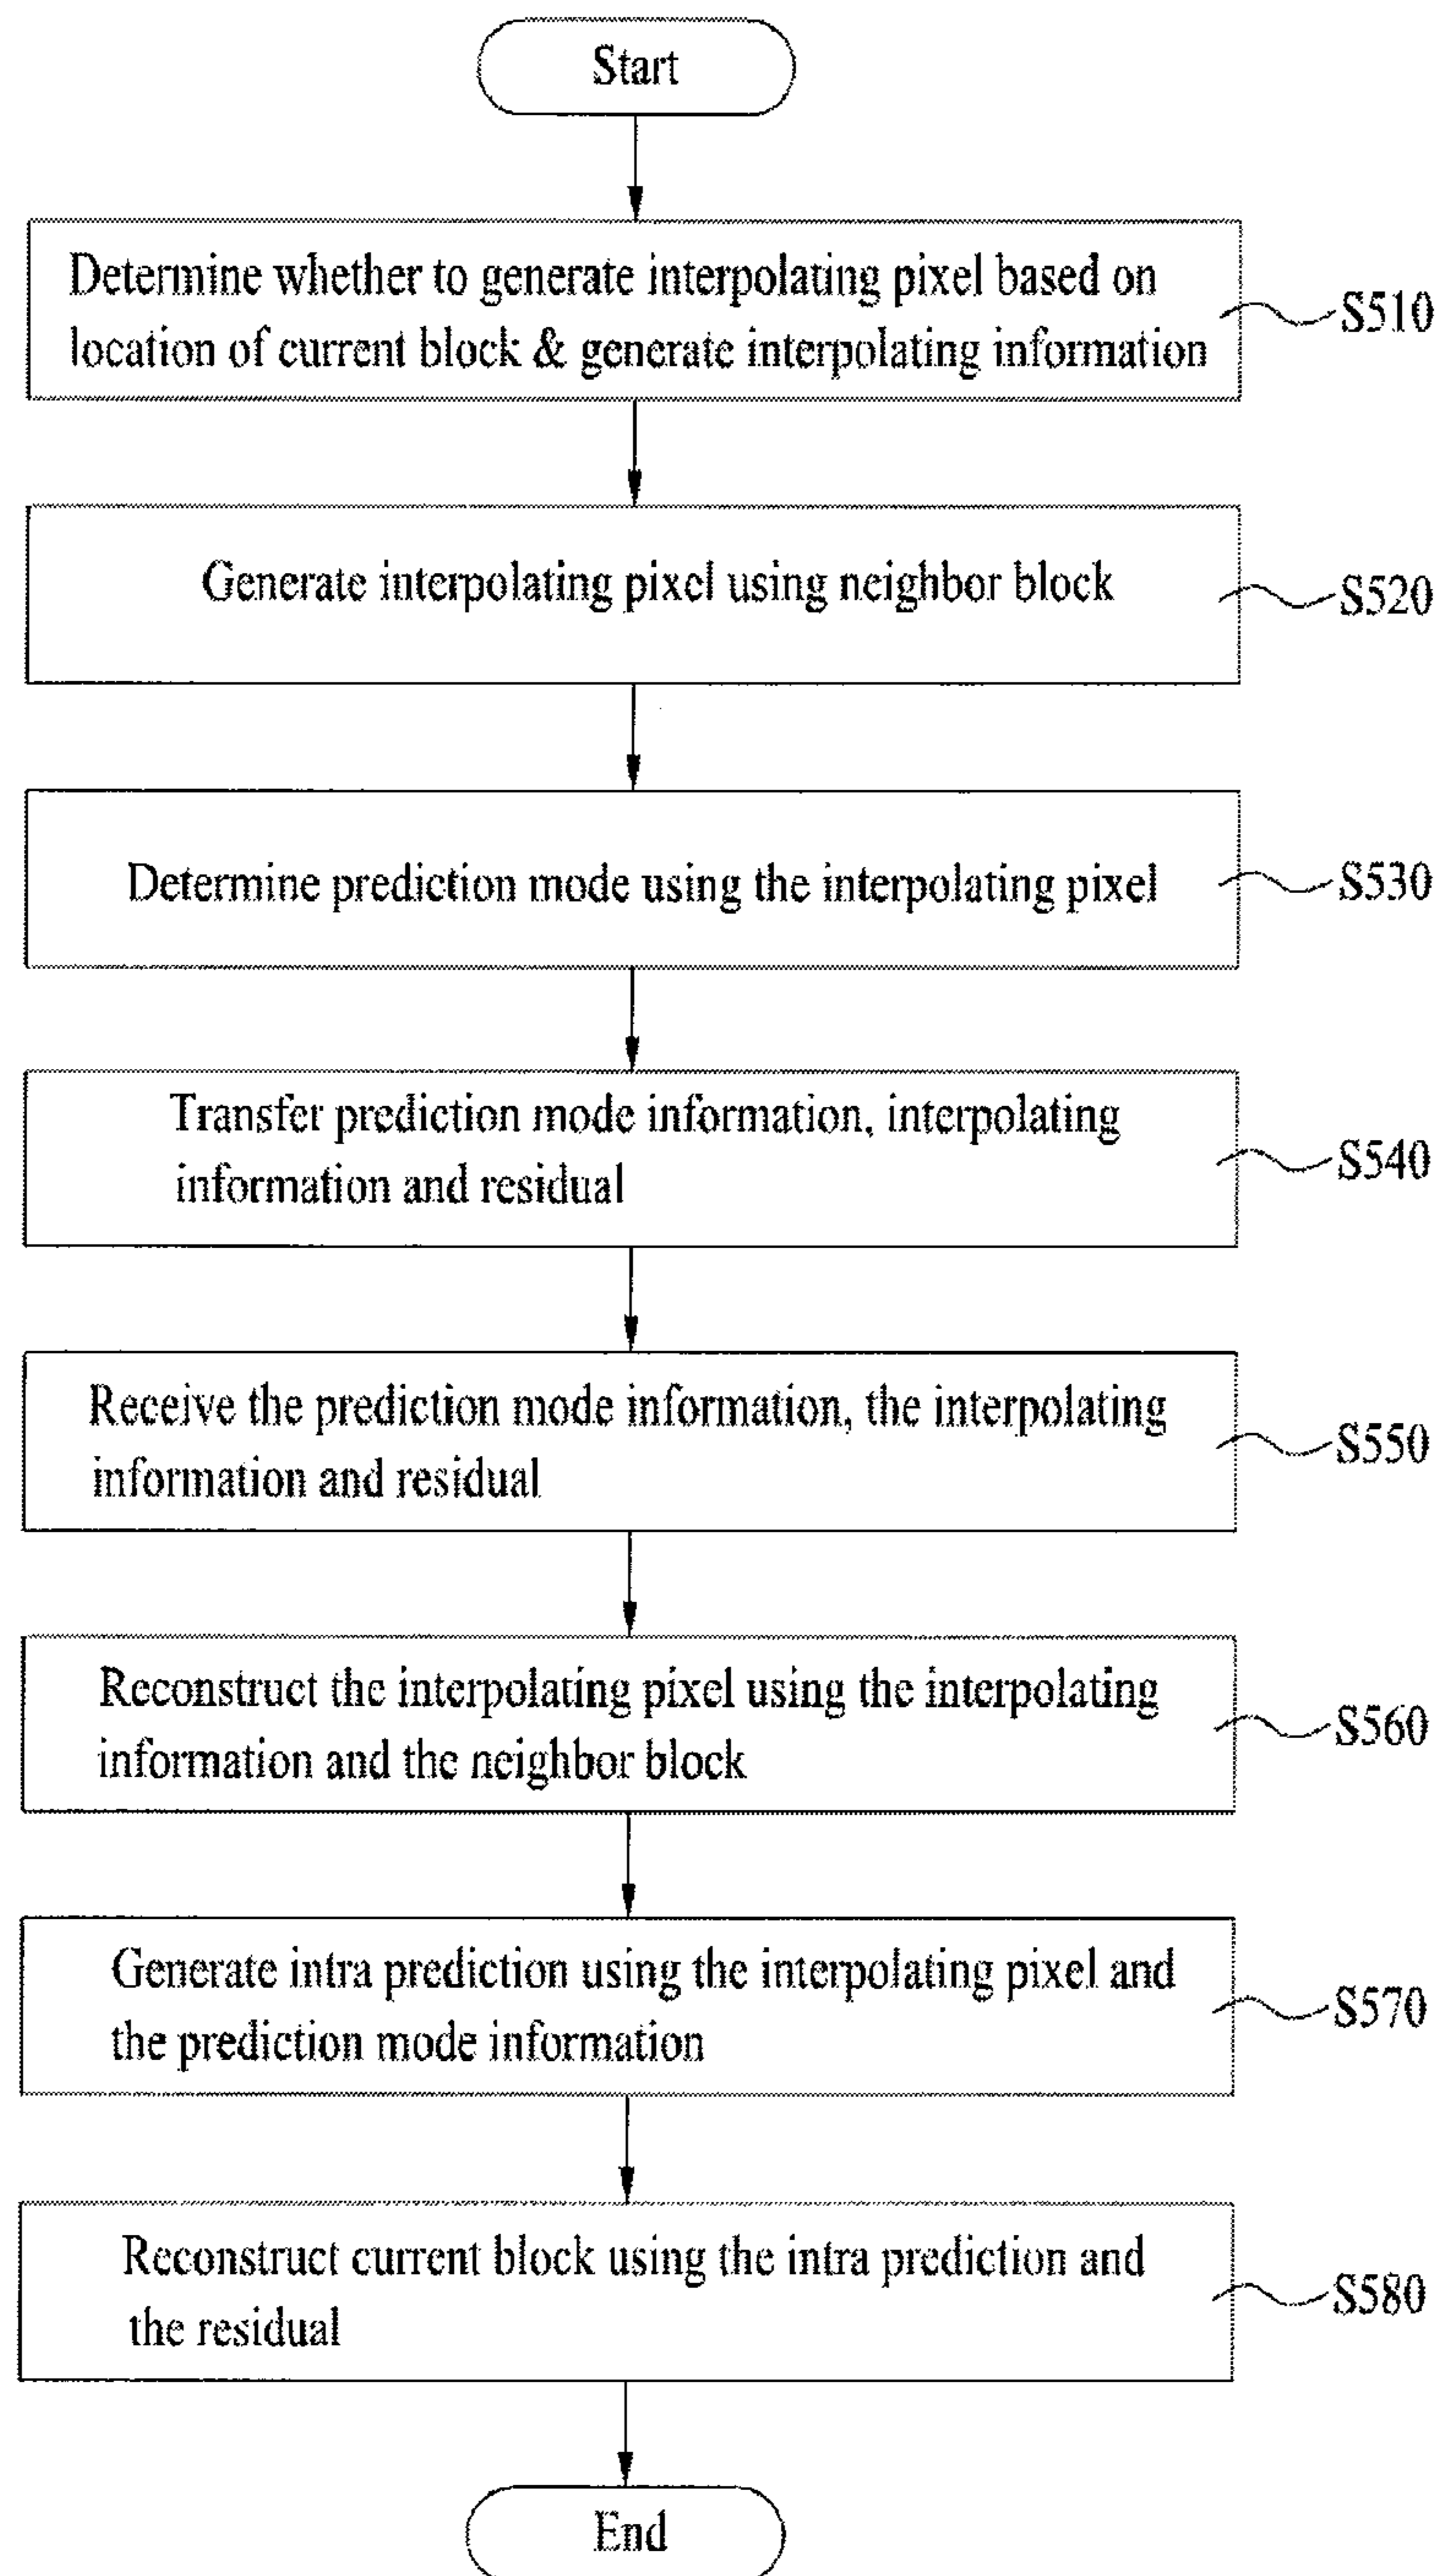 Start
Determine whether to generate interpolating pixel based on
location of current block & generate interpolating information
S510
Generate interpolating pixel using neighbor block
S520
Determine prediction mode using the interpolating pixel
S530
Transfer prediction mode information, interpolating
information and residual
S540
Receive the prediction mode information, the interpolating
information and residual
S550
Reconstruct the interpolating pixel using the interpolating
information and the neighbor block
S560
Generate intra prediction using the interpolating pixel and
the prediction mode information
S570
Reconstruct current block using the intra prediction and
the residual
S580
End